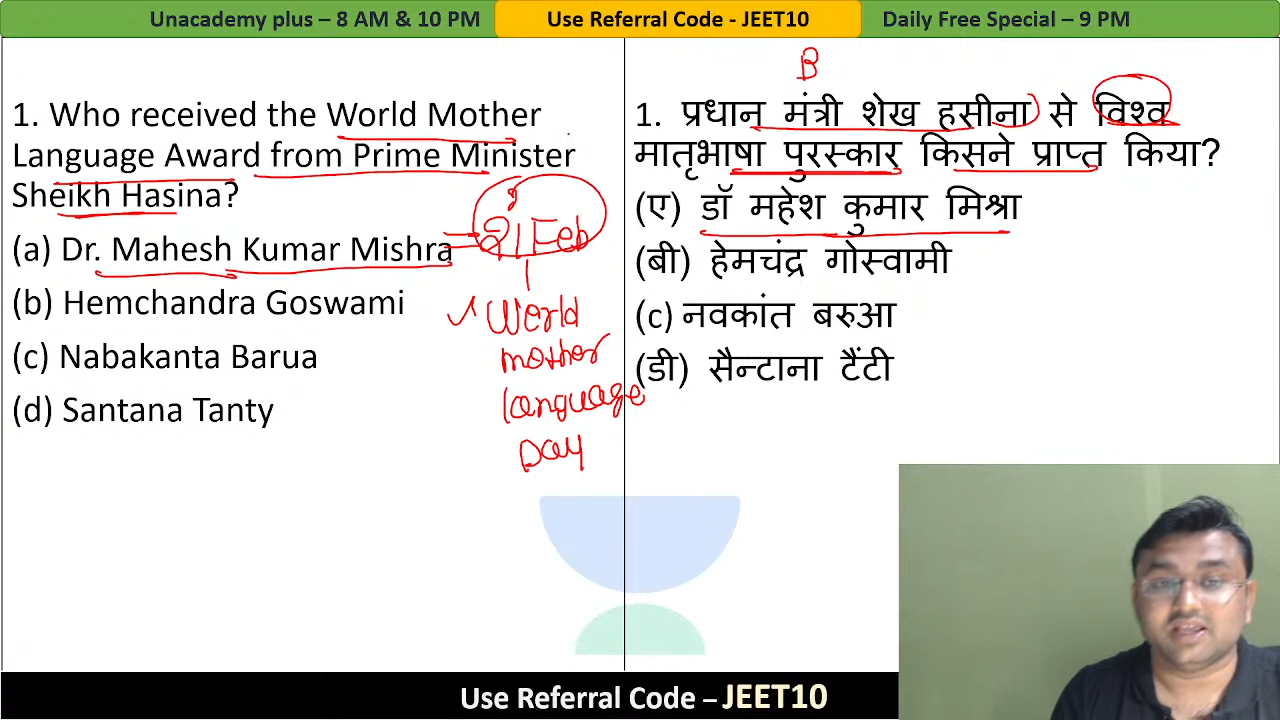 Unacademy plus – 8 AM & 10 PM
Use Referral Code - JEET10
Daily Free Special – 9 PM
1. Who received the World Mother
Language Award from Prime Minister
Sheikh Hasina?
(a) Dr. Mahesh Kumar Mishra
(b) Hemchandra Goswami
(c) Nabakanta Barua
(d) Santana Tanty
21 Feb
World
mother
language
Day
B
1. प्रधान मंत्री शेख हसीना से विश्व
मातृभाषा पुरस्कार किसने प्राप्त किया?
(ए) डॉ महेश कुमार मिश्रा
(बी) हेमचंद्र गोस्वामी
(c) नवकांत बरुआ
(डी) सैन्टाना टैंटी
Use Referral Code – JEET10